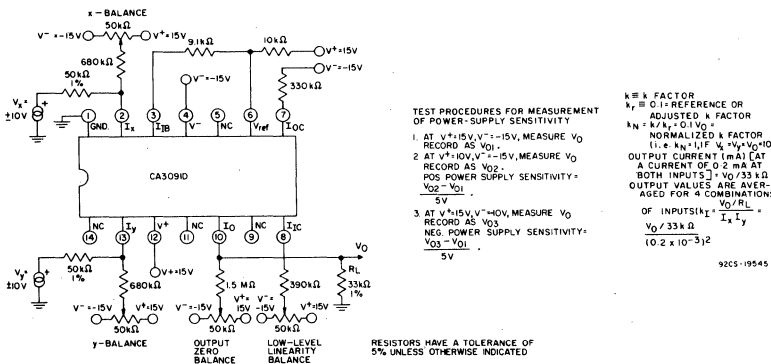 x-BALANCE
50kΩ
V⁻=-15V
V⁺=15V
680kΩ
50kΩ
1%
Vx=
±10V
+
9.1kΩ
10kΩ
V⁺=15V
V⁻=-15V
V⁻=-15V
330kΩ
1 2 3 4 5 6 7
GND. Ix IIB V⁻ NC Vref IOC
CA3091D
NC Iy V⁺ NC IO NC IIC
14 13 12 11 10 9 8
VO
Vy=
±10V
+
50kΩ
1%
680kΩ
V+=15V
1.5 MΩ
390kΩ
RL
33kΩ
1%
V⁻=-15V
V⁺=15V
V⁻=-15V
V⁺=
15V
V⁻=
-15V
V⁺=15V
50kΩ
50kΩ
50kΩ
y-BALANCE
OUTPUT
ZERO
BALANCE
LOW-LEVEL
LINEARITY
BALANCE
RESISTORS HAVE A TOLERANCE OF
5% UNLESS OTHERWISE INDICATED
TEST PROCEDURES FOR MEASUREMENT
OF POWER-SUPPLY SENSITIVITY
1. AT V⁺=15V,V⁻=-15V, MEASURE VO
RECORD AS VO1.
2 AT V⁺=10V,V⁻=-15V, MEASURE VO
RECORD AS VO2.
POS POWER SUPPLY SENSITIVITY=
VO2-VO1
5V .
3. AT V⁺=15V,V⁻=-10V, MEASURE VO
RECORD AS VO3
NEG. POWER SUPPLY SENSITIVITY=
VO3-VO1
5V .
k ≡ k FACTOR
kr ≡ 0.1= REFERENCE OR
ADJUSTED k FACTOR
kN = k/kr = 0.1 VO =
NORMALIZED k FACTOR
(i.e. kN=1,IF Vx=Vy=VO=10
OUTPUT CURRENT (mA) [AT
A CURRENT OF 0.2 mA AT
BOTH INPUTS] = VO/33 kΩ
OUTPUT VALUES ARE AVER-
AGED FOR 4 COMBINATIONS
OF INPUTS(kI = VO/RL / Ix Iy =
VO/33kΩ
(0.2 x 10⁻³)2
92CS-19545